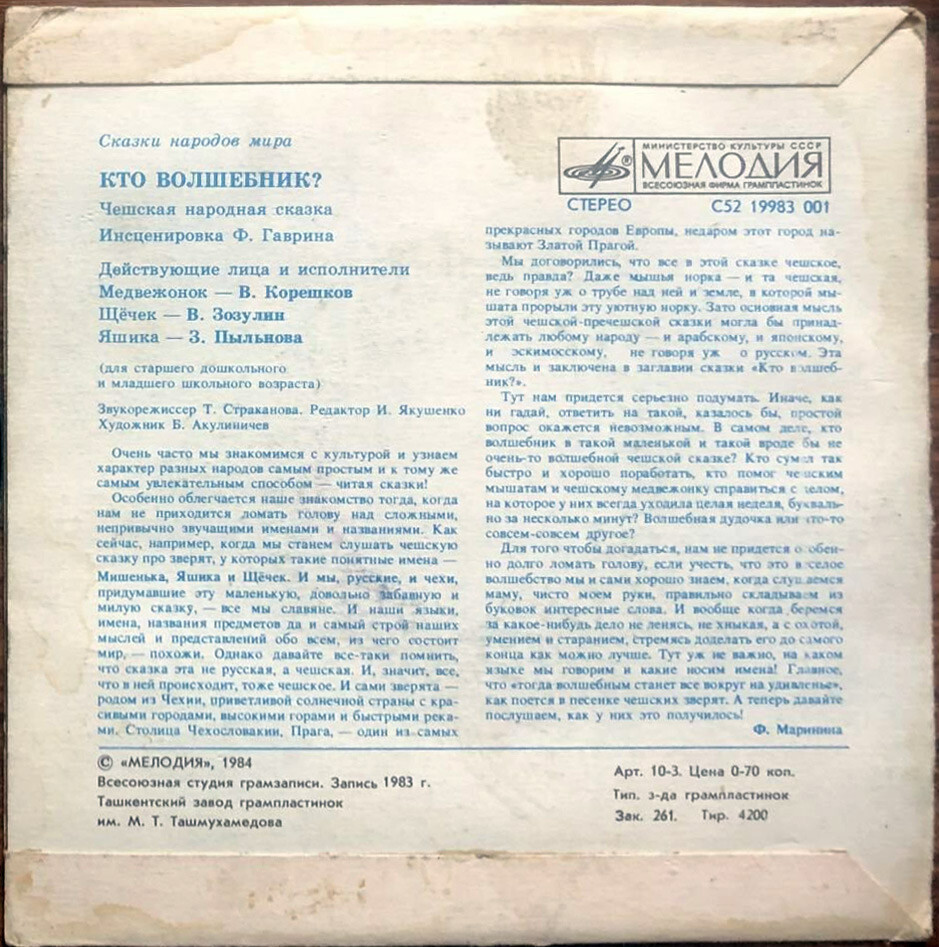 Сказки народов мира
КТО ВОЛШЕБНИК?
Чешская народная сказка
Инсценировка Ф. Гаврина
Действующие лица и исполнители
Медвежонок — В. Корешков
Щёчек — В. Зозулин
Яшика — З. Пыльнова
(для старшего дошкольного
и младшего школьного возраста)
Звукорежиссер Т. Страканова. Редактор И. Якушенко
Художник Б. Акулиничев
Очень часто мы знакомимся с культурой и узнаем
характер разных народов самым простым и к тому же
самым увлекательным способом — читая сказки!
Особенно облегчается наше знакомство тогда, когда
нам не приходится ломать голову над сложными,
непривычно звучащими именами и названиями. Как
сейчас, например, когда мы станем слушать чешскую
сказку про зверят, у которых такие понятные имена —
Мишенька, Яшика и Щёчек. И мы, русские, и чехи,
придумавшие эту маленькую, довольно забавную и
милую сказку, — все мы славяне. И наши языки,
имена, названия предметов да и самый строй наших
мыслей и представлений обо всем, из чего состоит
мир, — похожи. Однако давайте все-таки помнить,
что сказка эта не русская, а чешская. И, значит, все,
что в ней происходит, тоже чешское. И сами зверята —
родом из Чехии, приветливой солнечной страны с кра-
сивыми городами, высокими горами и быстрыми река-
ми. Столица Чехословакии, Прага, — один из самых
МИНИСТЕРСТВО КУЛЬТУРЫ СССР
МЕЛОДИЯ
ВСЕСОЮЗНАЯ ФИРМА ГРАМПЛАСТИНОК
®
СТЕРЕО С52 19983 001
прекрасных городов Европы, недаром этот город на-
зывают Златой Прагой.
Мы договорились, что все в этой сказке чешское,
ведь правда? Даже мышья норка — и та чешская,
не говоря уж о трубе над ней и земле, в которой мы-
шата прорыли эту уютную норку. Зато основная мысль
этой чешской-пречешской сказки могла бы принад-
лежать любому народу — и арабскому, и японскому,
и эскимосскому, не говоря уж о русском. Эта
мысль и заключена в заглавии сказки «Кто волшеб-
ник?».
Тут нам придется серьезно подумать. Иначе, как
ни гадай, ответить на такой, казалось бы, простой
вопрос окажется невозможным. В самом деле, кто
волшебник в такой маленькой и такой вроде бы не
очень-то волшебной чешской сказке? Кто сумел так
быстро и хорошо поработать, кто помог чешским
мышатам и чешскому медвежонку справиться с делом,
на которое у них всегда уходила целая неделя, букваль-
но за несколько минут? Волшебная дудочка или что-то
совсем-совсем другое?
Для того чтобы догадаться, нам не придется особен-
но долго ломать голову, если учесть, что это веселое
волшебство мы и сами хорошо знаем, когда слушаемся
маму, чисто моем руки, правильно складываем из
буковок интересные слова. И вообще когда беремся
за какое-нибудь дело не ленясь, не хныкая, а с охотой,
умением и старанием, стремясь доделать его до самого
конца как можно лучше. Тут уж не важно, на каком
языке мы говорим и какие носим имена! Главное,
что «тогда волшебным станет все вокруг на удивленье»,
как поется в песенке чешских зверят. А теперь давайте
послушаем, как у них это получилось!
Ф. Маринина
© «МЕЛОДИЯ», 1984
Всесоюзная студия грамзаписи. Запись 1983 г.
Ташкентский завод грампластинок
им. М. Т. Ташмухамедова
Арт. 10-3. Цена 0-70 коп.
Тип. з-да грампластинок
Зак. 261. Тир. 4200